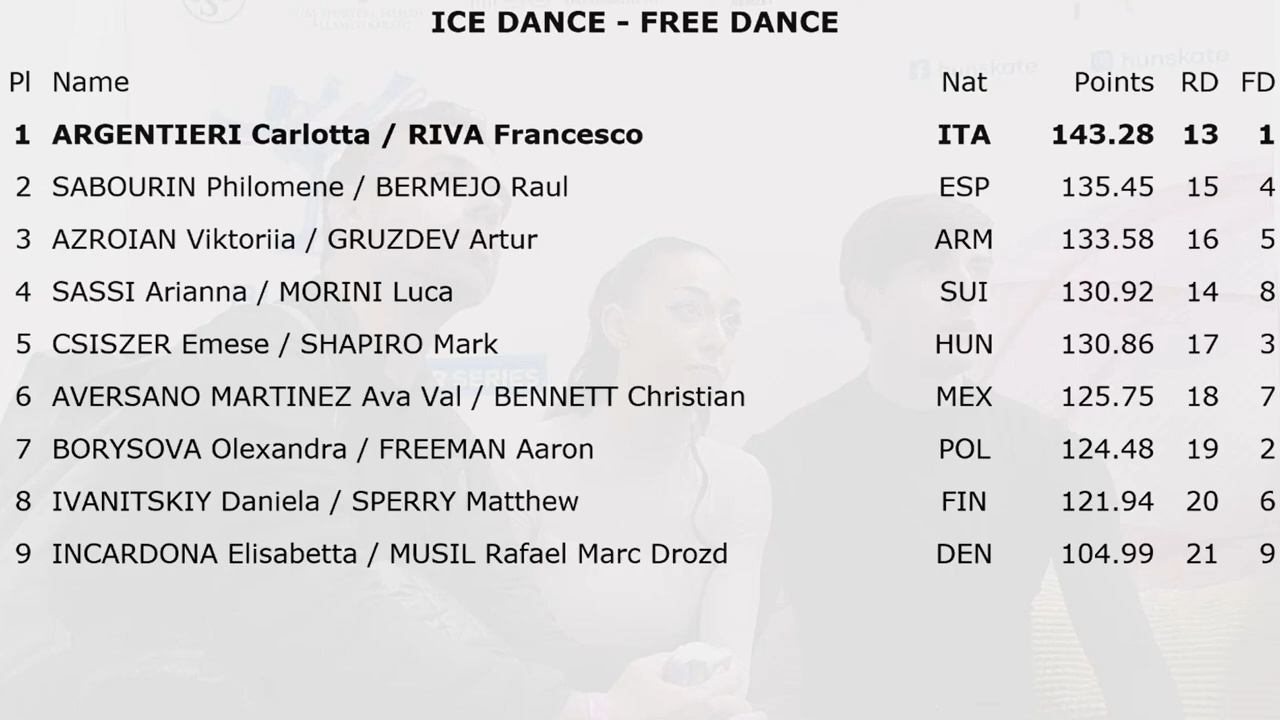 ICE DANCE - FREE DANCE
hunskate hunskate
Pl Name Nat Points RD FD
1 ARGENTIERI Carlotta / RIVA Francesco ITA 143.28 13 1
2 SABOURIN Philomene / BERMEJO Raul ESP 135.45 15 4
3 AZROIAN Viktoriia / GRUZDEV Artur ARM 133.58 16 5
4 SASSI Arianna / MORINI Luca SUI 130.92 14 8
5 CSISZER Emese / SHAPIRO Mark HUN 130.86 17 3
SERIES
6 AVERSANO MARTINEZ Ava Val / BENNETT Christian MEX 125.75 18 7
7 BORYSOVA Olexandra / FREEMAN Aaron POL 124.48 19 2
8 IVANITSKIY Daniela / SPERRY Matthew FIN 121.94 20 6
9 INCARDONA Elisabetta / MUSIL Rafael Marc Drozd DEN 104.99 21 9